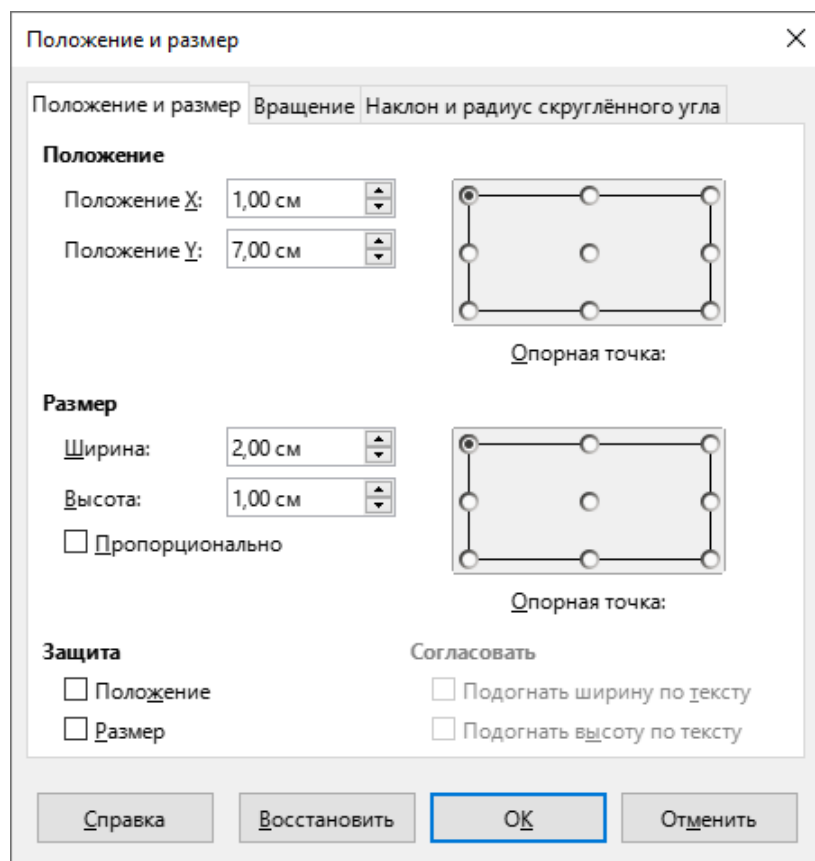 Положение и размер
Положение и размер Вращение Наклон и радиус скруглённого угла
Положение
Положение X: 1,00 см
Положение Y: 7,00 см
Опорная точка:
Размер
Ширина: 2,00 см
Высота: 1,00 см
Пропорционально
Опорная точка:
Защита Согласовать
Положение Подогнать ширину по тексту
Размер Подогнать высоту по тексту
Справка Восстановить OK Отменить